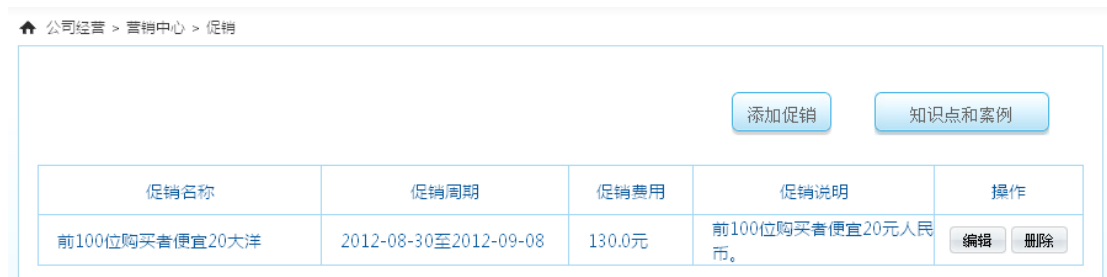 公司经营 > 营销中心 > 促销
添加促销 知识点和案例
促销名称 促销周期 促销费用 促销说明 操作
前100位购买者便宜20大洋 2012-08-30至2012-09-08 130.0元 前100位购买者便宜20元人民 编辑 删除
币。